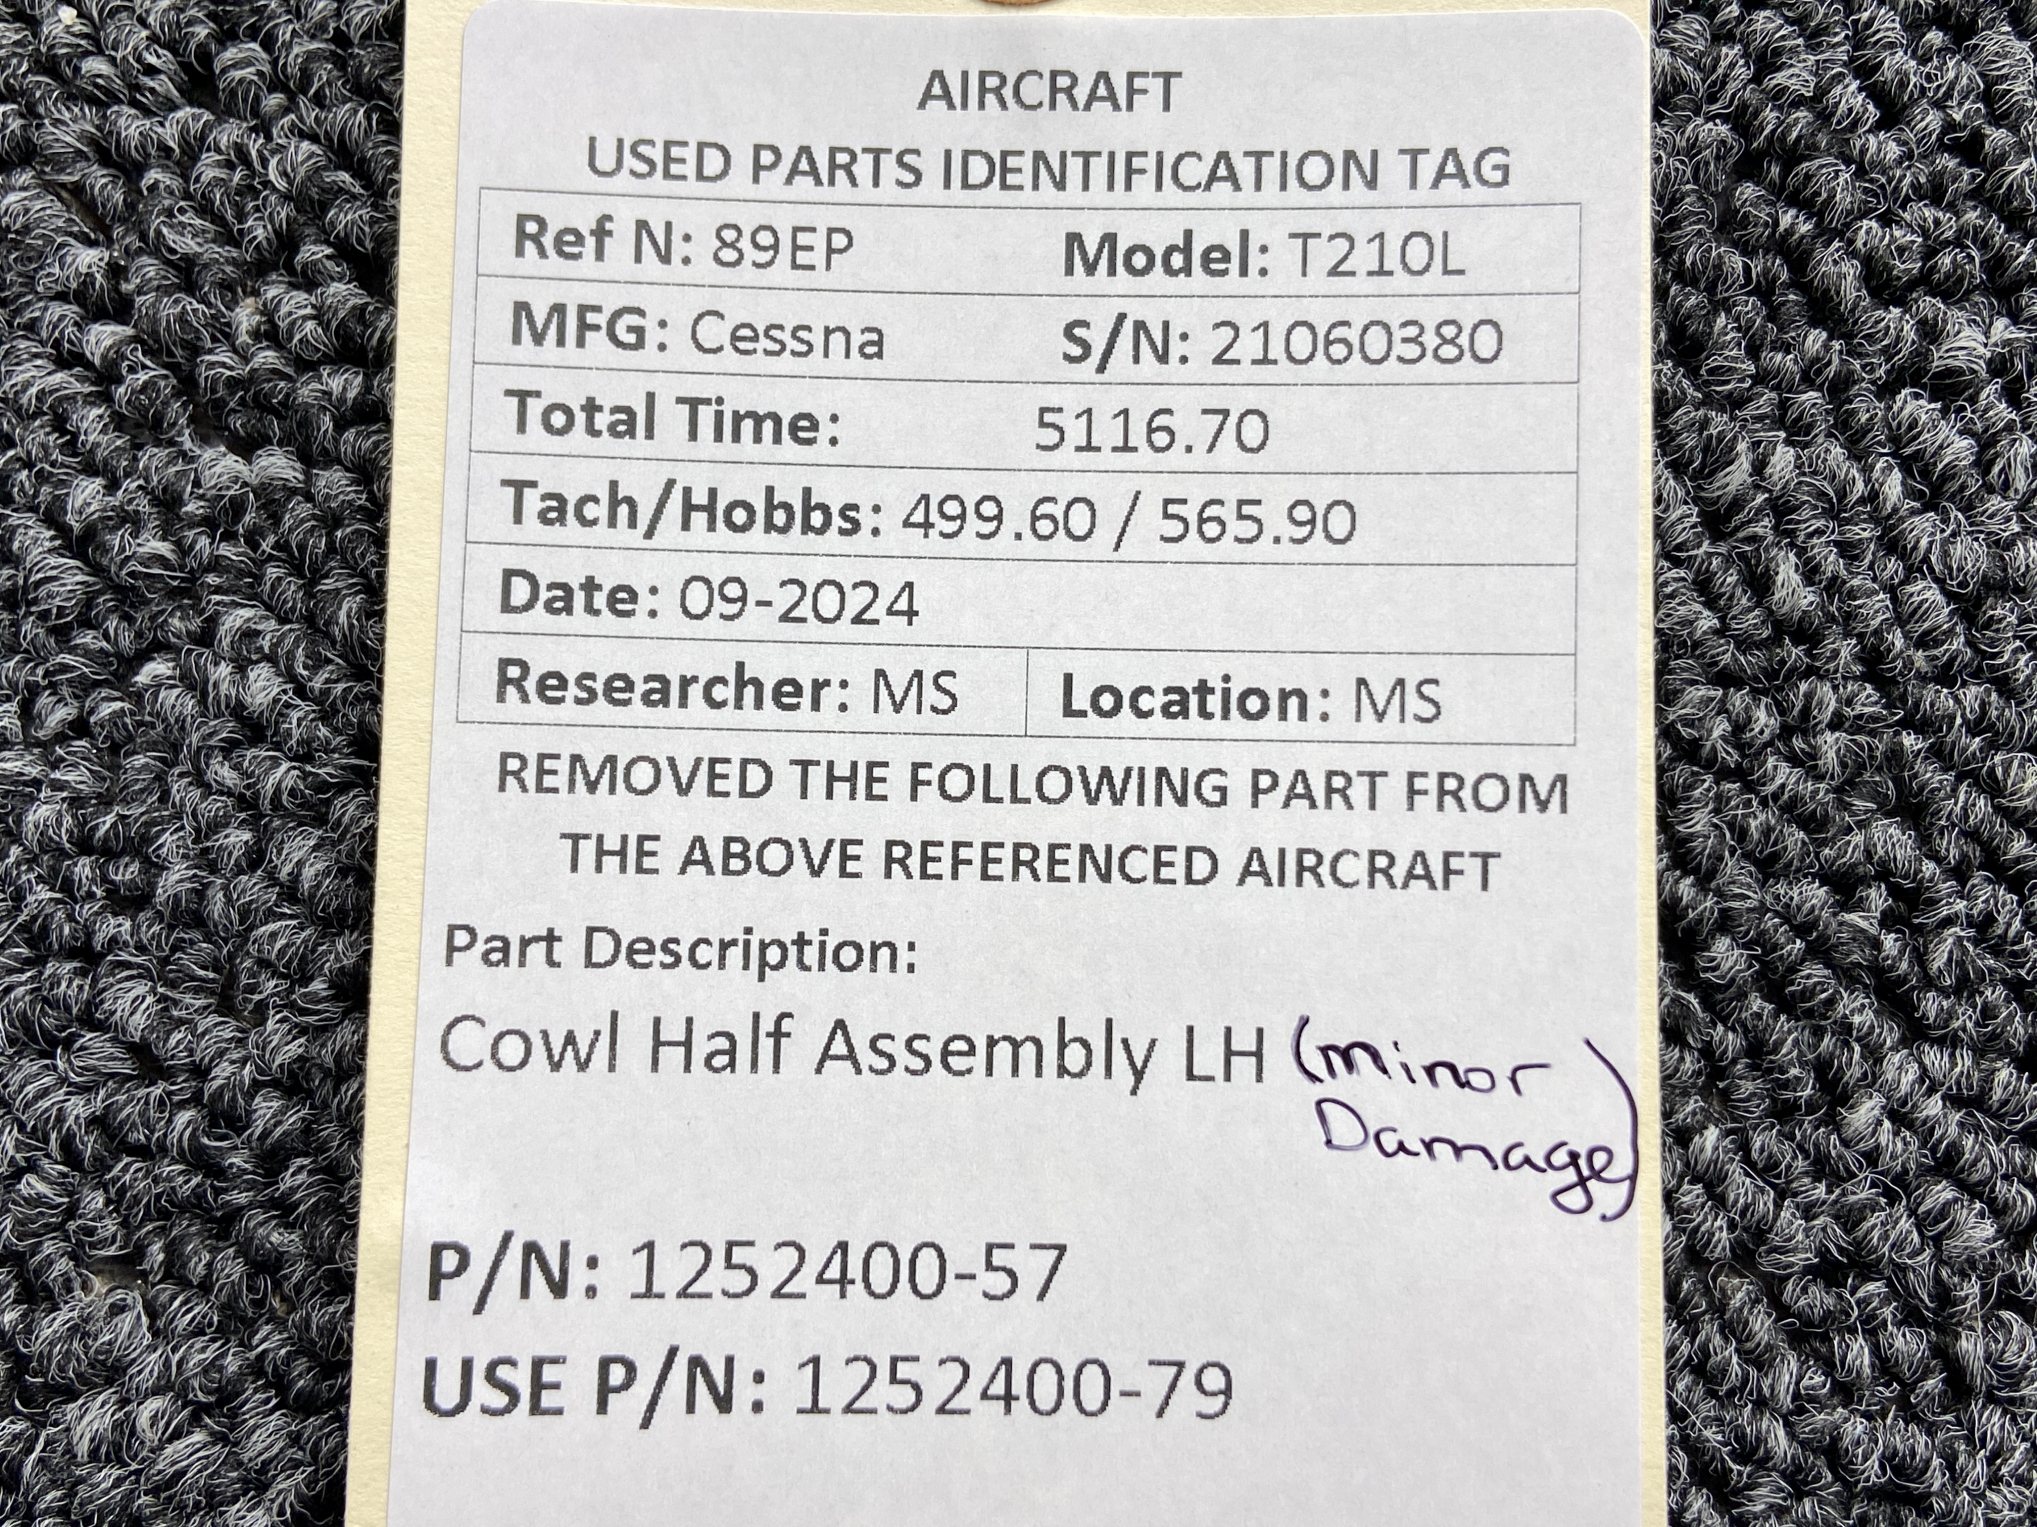 AIRCRAFT
USED PARTS IDENTIFICATION TAG
Ref N: 89EP Model: T210L
MFG: Cessna S/N: 21060380
Total Time: 5116.70
Tach/Hobbs: 499.60 / 565.90
Date: 09-2024
Researcher: MS Location: MS
REMOVED THE FOLLOWING PART FROM
THE ABOVE REFERENCED AIRCRAFT
Part Description:
Cowl Half Assembly LH (minor
Damage)
P/N: 1252400-57
USE P/N: 1252400-79